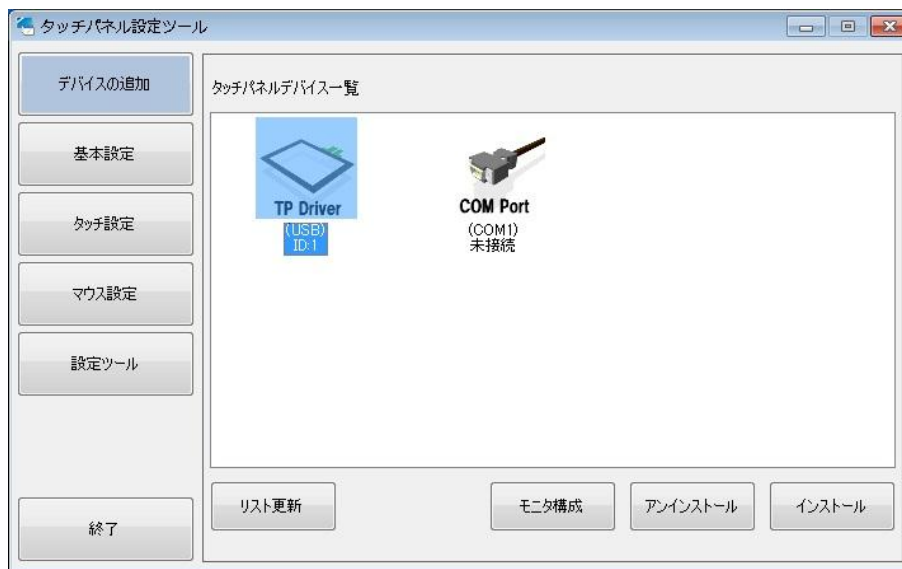 タッチパネル設定ツール
デバイスの追加
基本設定
タッチ設定
マウス設定
設定ツール
終了
タッチパネルデバイス一覧
TP Driver
(USB)
ID:1
COM Port
(COM1)
未接続
リスト更新
モニタ構成
アンインストール
インストール